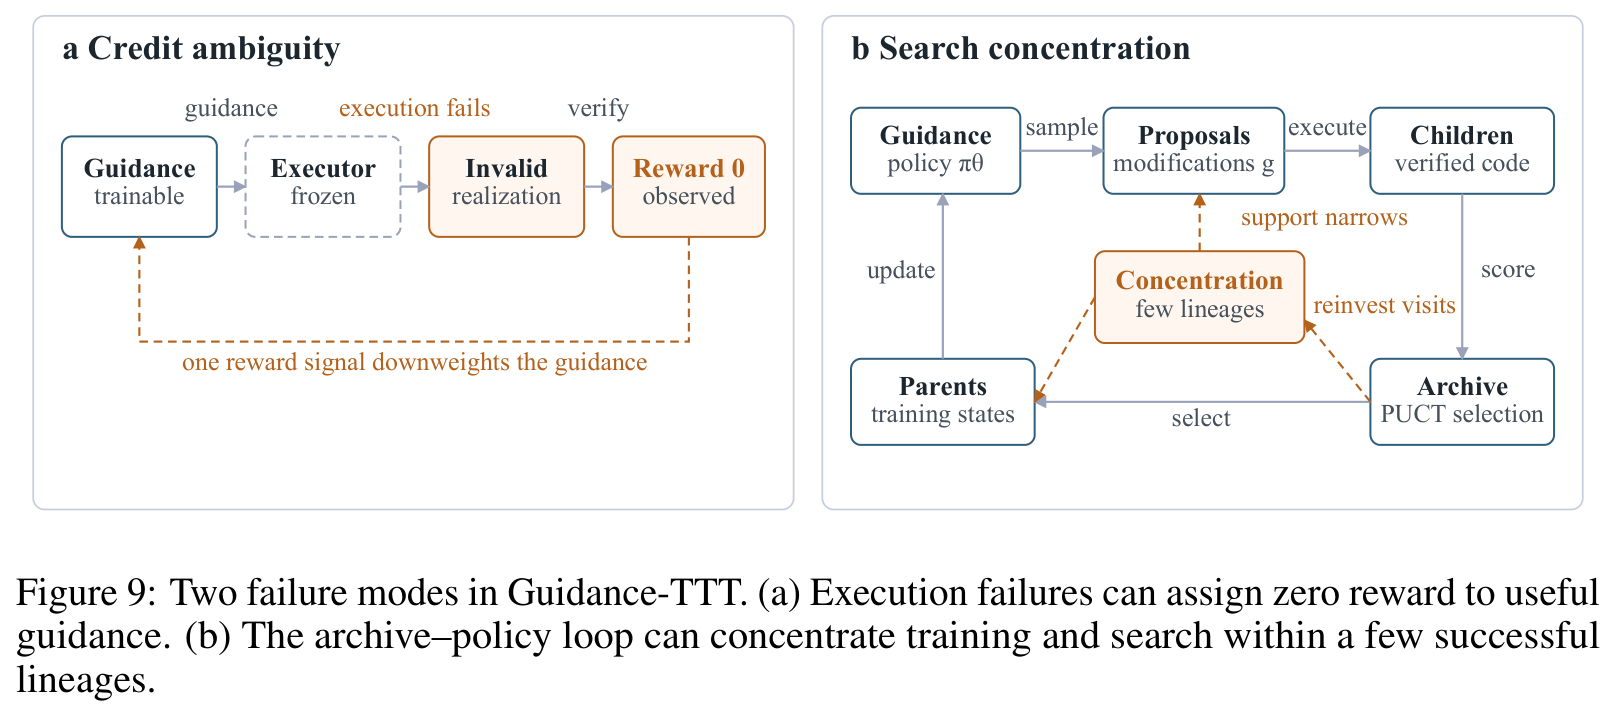 a Credit ambiguity
guidance
execution fails
verify
Guidance
trainable
Executor
frozen
Invalid
realization
Reward 0
observed
one reward signal downweights the guidance
b Search concentration
Guidance
policy πθ
sample
Proposals
modifications g
execute
Children
verified code
support narrows
update
Concentration
few lineages
score
reinvest visits
Parents
training states
select
Archive
PUCT selection
Figure 9: Two failure modes in Guidance-TTT. (a) Execution failures can assign zero reward to useful
guidance. (b) The archive–policy loop can concentrate training and search within a few successful
lineages.